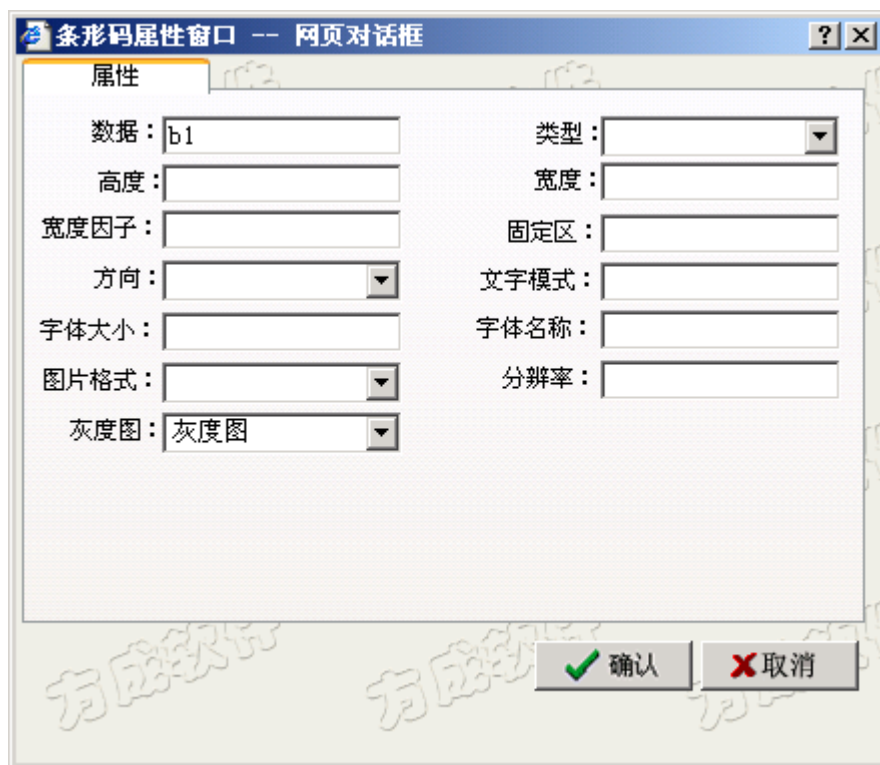 条形码属性窗口 -- 网页对话框
属性
数据：b1 类型：
高度： 宽度：
宽度因子： 固定区：
方向： 文字模式：
字体大小： 字体名称：
图片格式： 分辨率：
灰度图：灰度图
确认 取消
方成软件 方成软件